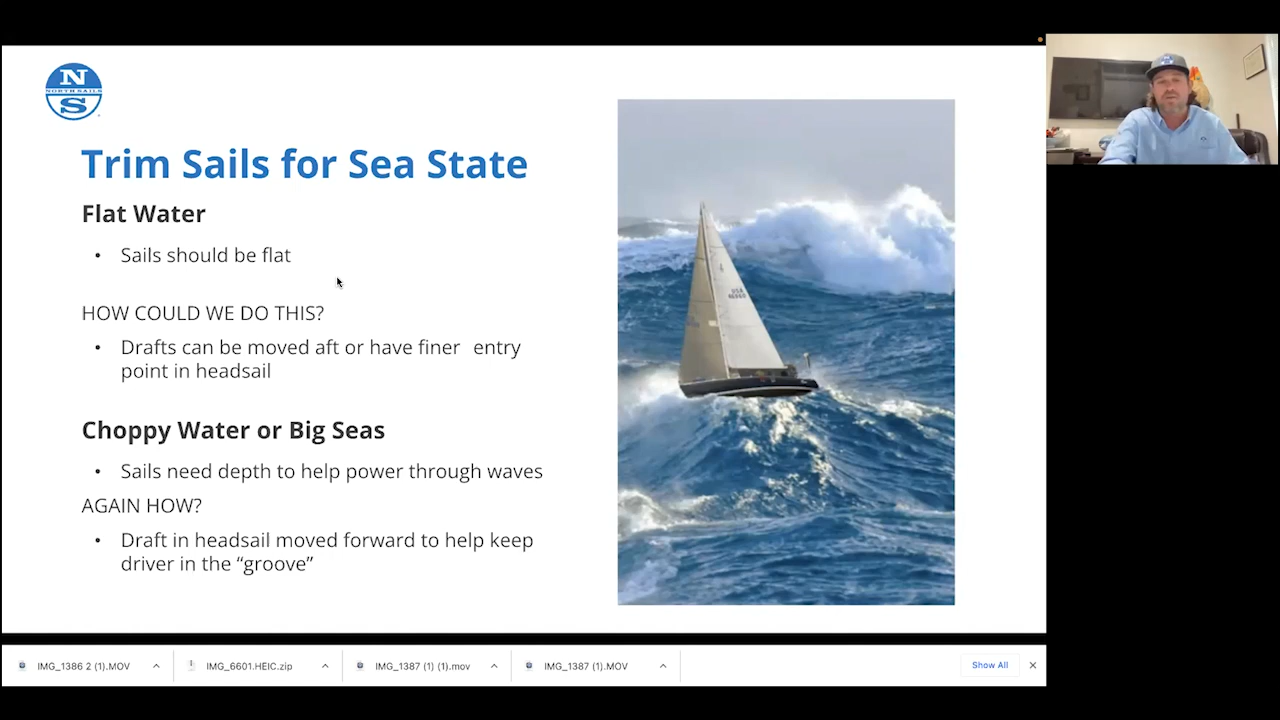 N
NORTH SAILS
S
Trim Sails for Sea State
Flat Water
• Sails should be flat
HOW COULD WE DO THIS?
• Drafts can be moved aft or have finer entry
point in headsail
Choppy Water or Big Seas
• Sails need depth to help power through waves
AGAIN HOW?
• Draft in headsail moved forward to help keep
driver in the “groove”
USA
IMG_1386 2 (1).MOV
IMG_6601.HEIC.zip
IMG_1387 (1) (1).mov
IMG_1387 (1).MOV
Show All